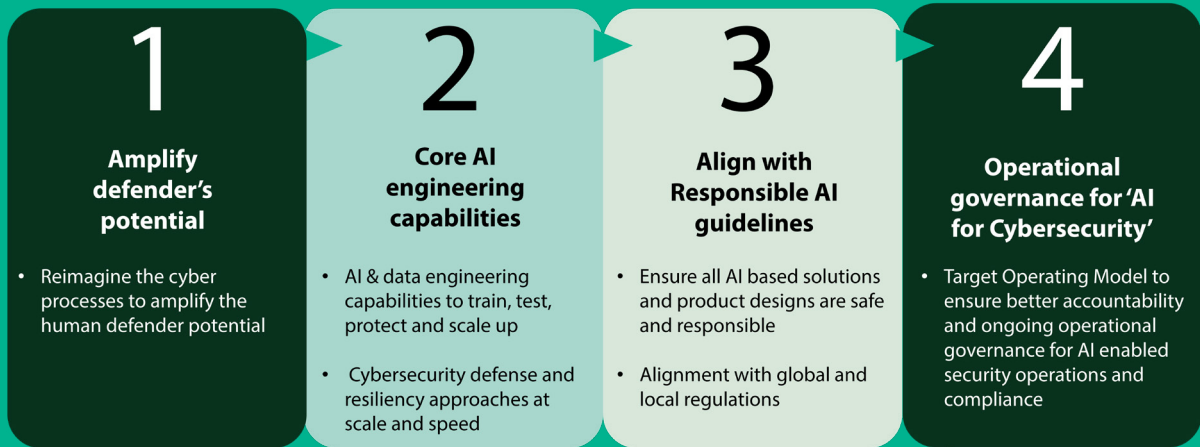 1
Amplify
defender’s
potential
• Reimagine the cyber
processes to amplify the
human defender potential
2
Core AI
engineering
capabilities
• AI & data engineering
capabilities to train, test,
protect and scale up
• Cybersecurity defense and
resiliency approaches at
scale and speed
3
Align with
Responsible AI
guidelines
• Ensure all AI based solutions
and product designs are safe
and responsible
• Alignment with global and
local regulations
4
Operational
governance for ‘AI
for Cybersecurity’
• Target Operating Model to
ensure better accountability
and ongoing operational
governance for AI enabled
security operations and
compliance